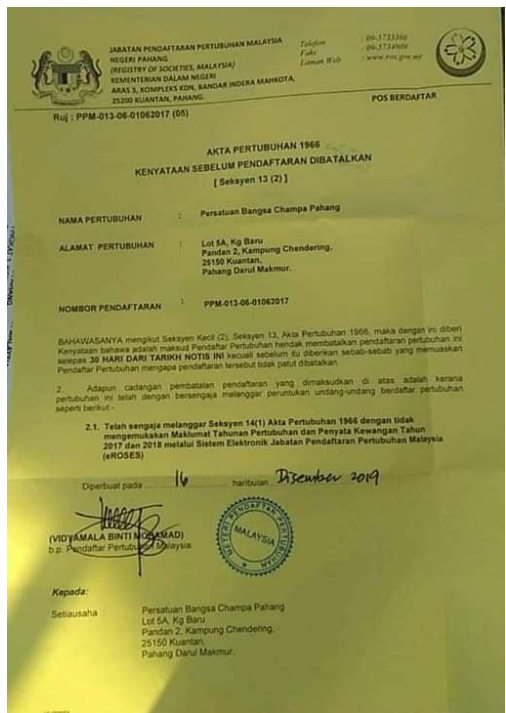 JABATAN PENDAFTARAN PERTUBUHAN MALAYSIA
NEGERI PAHANG
(REGISTRY OF SOCIETIES, MALAYSIA)
KEMENTERIAN DALAM NEGERI
ARAS 3, KOMPLEKS KDN, BANDAR INDERA MAHKOTA,
25200 KUANTAN, PAHANG.
Telefon : 09-5733360
Faks : 09-5734909
Laman Web : www.ros.gov.my
POS BERDAFTAR
Ruj : PPM-013-06-01062017 (05)
AKTA PERTUBUHAN 1966
KENYATAAN SEBELUM PENDAFTARAN DIBATALKAN
[ Seksyen 13 (2) ]
NAMA PERTUBUHAN : Persatuan Bangsa Champa Pahang
ALAMAT PERTUBUHAN : Lot 5A, Kg Baru
Pandan 2, Kampung Chendering,
25150 Kuantan,
Pahang Darul Makmur.
NOMBOR PENDAFTARAN : PPM-013-06-01062017
BAHAWASANYA mengikut Seksyen Kecil (2), Seksyen 13, Akta Pertubuhan 1966, maka dengan ini diberi
Kenyataan bahawa adalah maksud Pendaftar Pertubuhan hendak membatalkan pendaftaran pertubuhan ini
selepas 30 HARI DARI TARIKH NOTIS INI kecuali sebelum itu diberikan sebab-sebab yang memuaskan
Pendaftar Pertubuhan mengapa pendaftaran tersebut tidak patut dibatalkan.
2. Adapun cadangan pembatalan pendaftaran yang dimaksudkan di atas adalah kerana
pertubuhan ini telah dengan bersengaja melanggar peruntukan undang-undang berdaftar pertubuhan
seperti berikut:-
2.1. Telah sengaja melanggar Seksyen 14(1) Akta Pertubuhan 1966 dengan tidak
mengemukakan Maklumat Tahunan Pertubuhan dan Penyata Kewangan Tahun
2017 dan 2018 melalui Sistem Elektronik Jabatan Pendaftaran Pertubuhan Malaysia
(eROSES)
Diperbuat pada 16 haribulan Disember 2019
(VIDYAMALA BINTI MOHAMAD)
b.p. Pendaftar Pertubuhan Malaysia
METERI PENDAFTAR PERTUBUHAN
MALAYSIA
Kepada:
Setiausaha
Persatuan Bangsa Champa Pahang
Lot 5A, Kg Baru
Pandan 2, Kampung Chendering,
25150 Kuantan,
Pahang Darul Makmur.